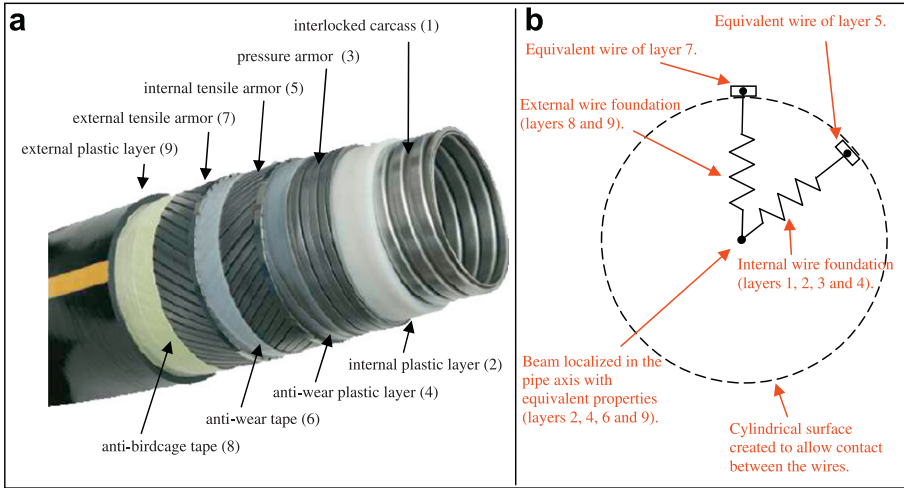 a
interlocked carcass (1)
pressure armor (3)
internal tensile armor (5)
external tensile armor (7)
external plastic layer (9)
internal plastic layer (2)
anti-wear plastic layer (4)
anti-wear tape (6)
anti-birdcage tape (8)
b
Equivalent wire of layer 5.
Equivalent wire of layer 7.
External wire foundation
(layers 8 and 9).
Internal wire foundation
(layers 1, 2, 3 and 4).
Beam localized in the
pipe axis with
equivalent properties
(layers 2, 4, 6 and 9).
Cylindrical surface
created to allow contact
between the wires.